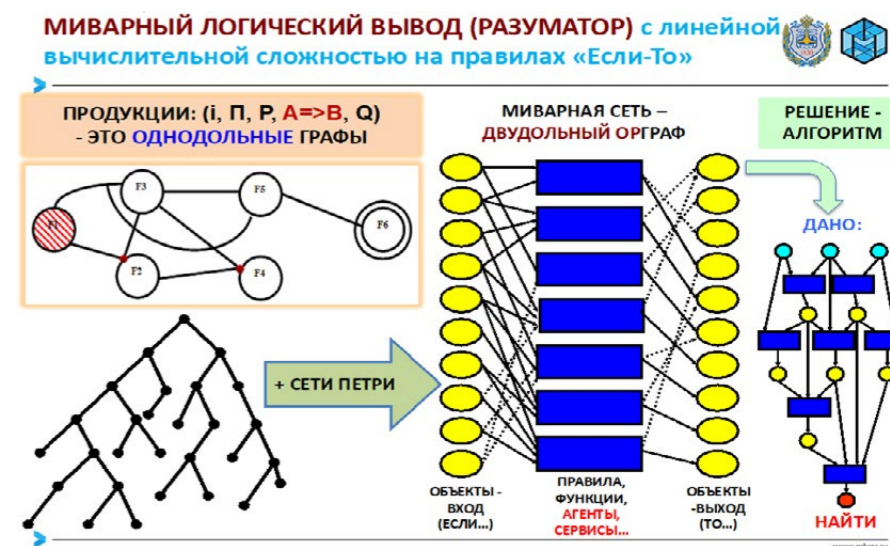 МИВАРНЫЙ ЛОГИЧЕСКИЙ ВЫВОД (РАЗУМАТОР) с линейной
вычислительной сложностью на правилах «Если-То»
ПРОДУКЦИИ: (i, П, P, A=>B, Q)
- ЭТО ОДНОДОЛЬНЫЕ ГРАФЫ
F1
F3
F5
F6
F2
F4
+ СЕТИ ПЕТРИ
МИВАРНАЯ СЕТЬ –
ДВУДОЛЬНЫЙ ОРГРАФ
ОБЪЕКТЫ -
ВХОД
(ЕСЛИ...)
ПРАВИЛА,
ФУНКЦИИ,
АГЕНТЫ,
СЕРВИСЫ...
ОБЪЕКТЫ
-ВЫХОД
(ТО...)
РЕШЕНИЕ -
АЛГОРИТМ
ДАНО:
НАЙТИ